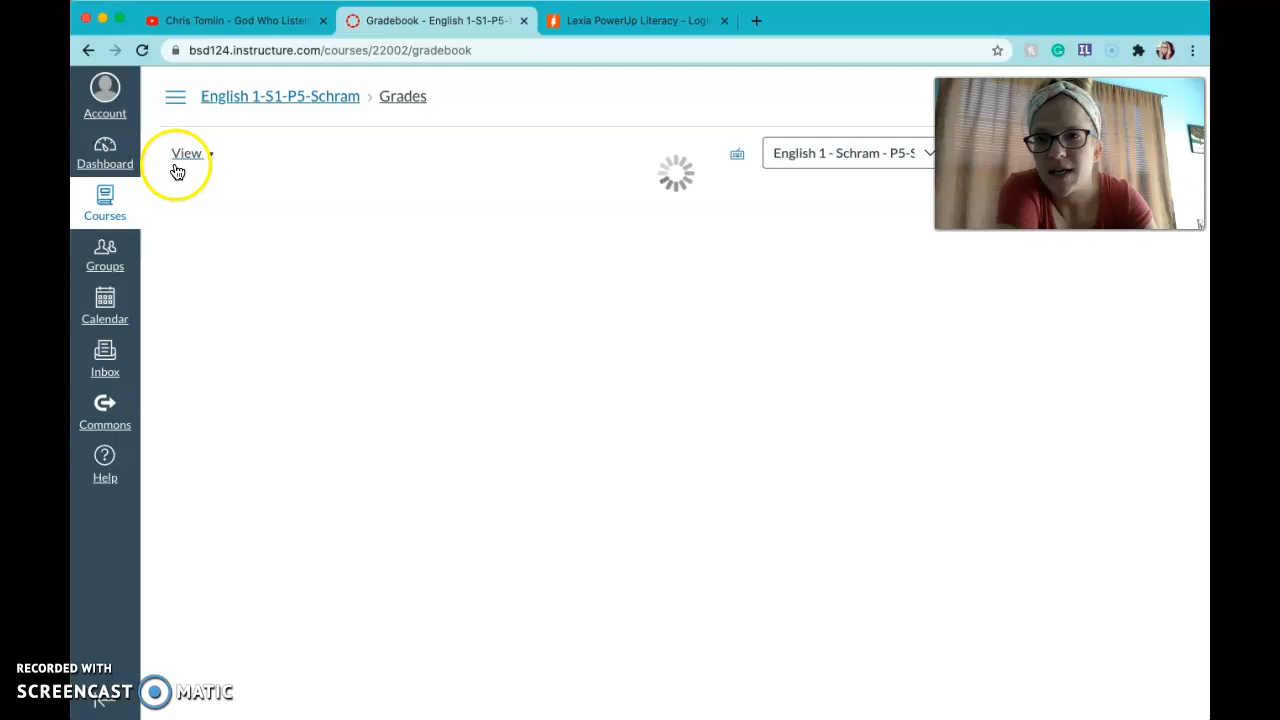 Chris Tomlin - God Who Listen
Gradebook - English 1-S1-P5-
Lexia PowerUp Literacy - Logi
bsd124.instructure.com/courses/22002/gradebook
IL
Account
English 1-S1-P5-Schram › Grades
View
English 1 - Schram - P5-S
Dashboard
Courses
Groups
Calendar
Inbox
Commons
Help
RECORDED WITH
SCREENCAST MATIC